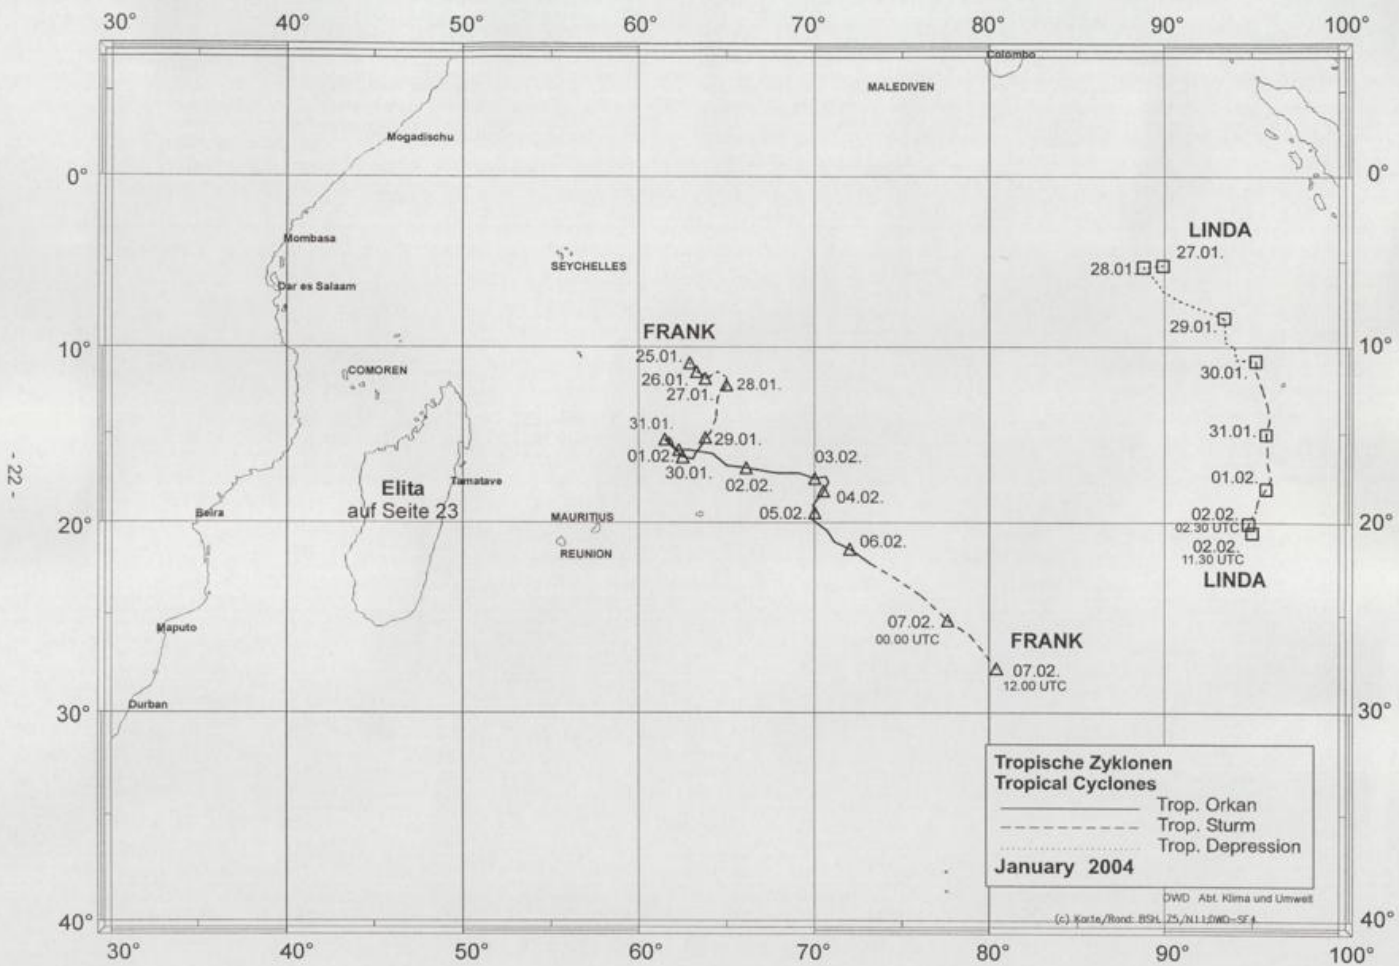 30° 40° 50° 60° 70° 80° 90° 100°
Colombo
MALEDIVEN
Mogadischu
0° 0°
Mombasa
LINDA
27.01.
SEYCHELLES
28.01.
Dar es Salaam
29.01.
FRANK
10° 10°
25.01.
COMOREN
30.01.
26.01.
28.01.
27.01.
31.01.
31.01.
29.01.
01.02.
03.02.
30.01.
01.02.
Tamatave
02.02.
Elita
04.02.
auf Seite 23
- 22 -
Beira
MAURITIUS
05.02.
02.02.
20° 20°
02.30 UTC
06.02.
02.02.
REUNION
11.30 UTC
LINDA
Maputo
07.02.
00.00 UTC
FRANK
07.02.
12.00 UTC
Durban
30° 30°
Tropische Zyklonen
Tropical Cyclones
Trop. Orkan
Trop. Sturm
Trop. Depression
January 2004
DWD Abt. Klima und Umwelt
40° 40°
30° 40° 50° 60° 70° 80° 90° 100°